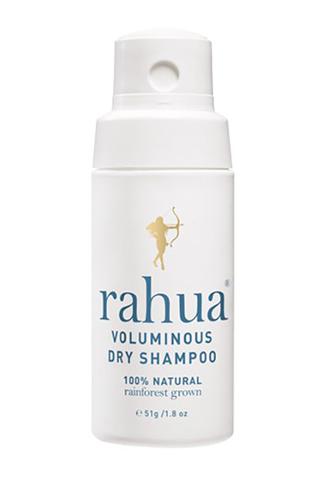 rahua®
VOLUMINOUS
DRY SHAMPOO
100% NATURAL
rainforest grown
℮ 51g/1.8 oz